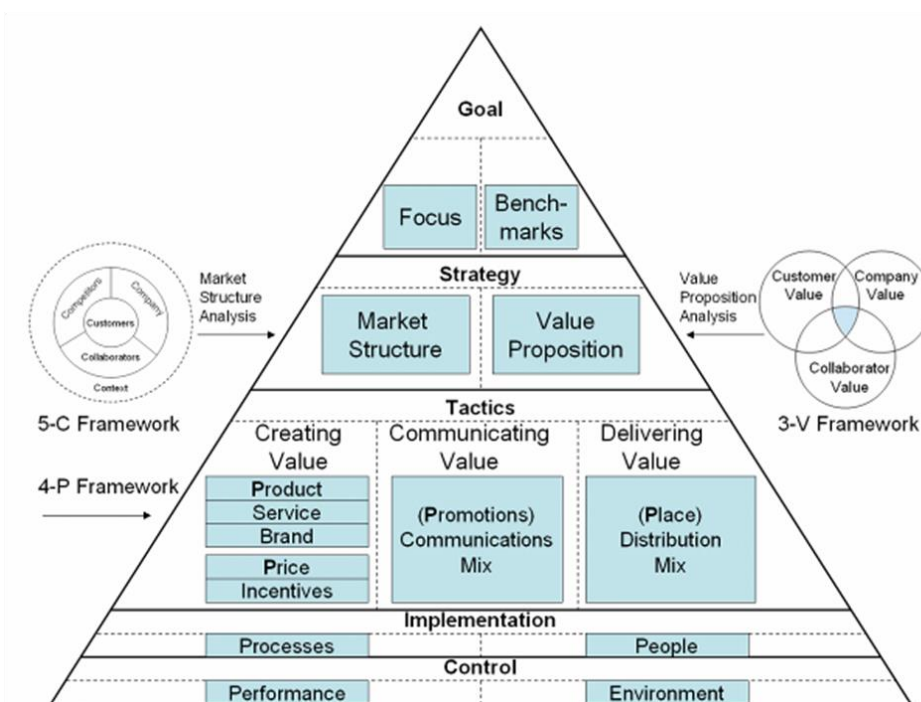 Goal
Focus
Bench-
marks
Strategy
Market
Structure
Value
Proposition
Competitors
Company
Customers
Collaborators
Context
5-C Framework
Market
Structure
Analysis
Value
Proposition
Analysis
Customer
Value
Company
Value
Collaborator
Value
3-V Framework
Tactics
Creating
Value
Communicating
Value
Delivering
Value
4-P Framework
Product
Service
Brand
Price
Incentives
(Promotions)
Communications
Mix
(Place)
Distribution
Mix
Implementation
Processes
People
Control
Performance
Environment